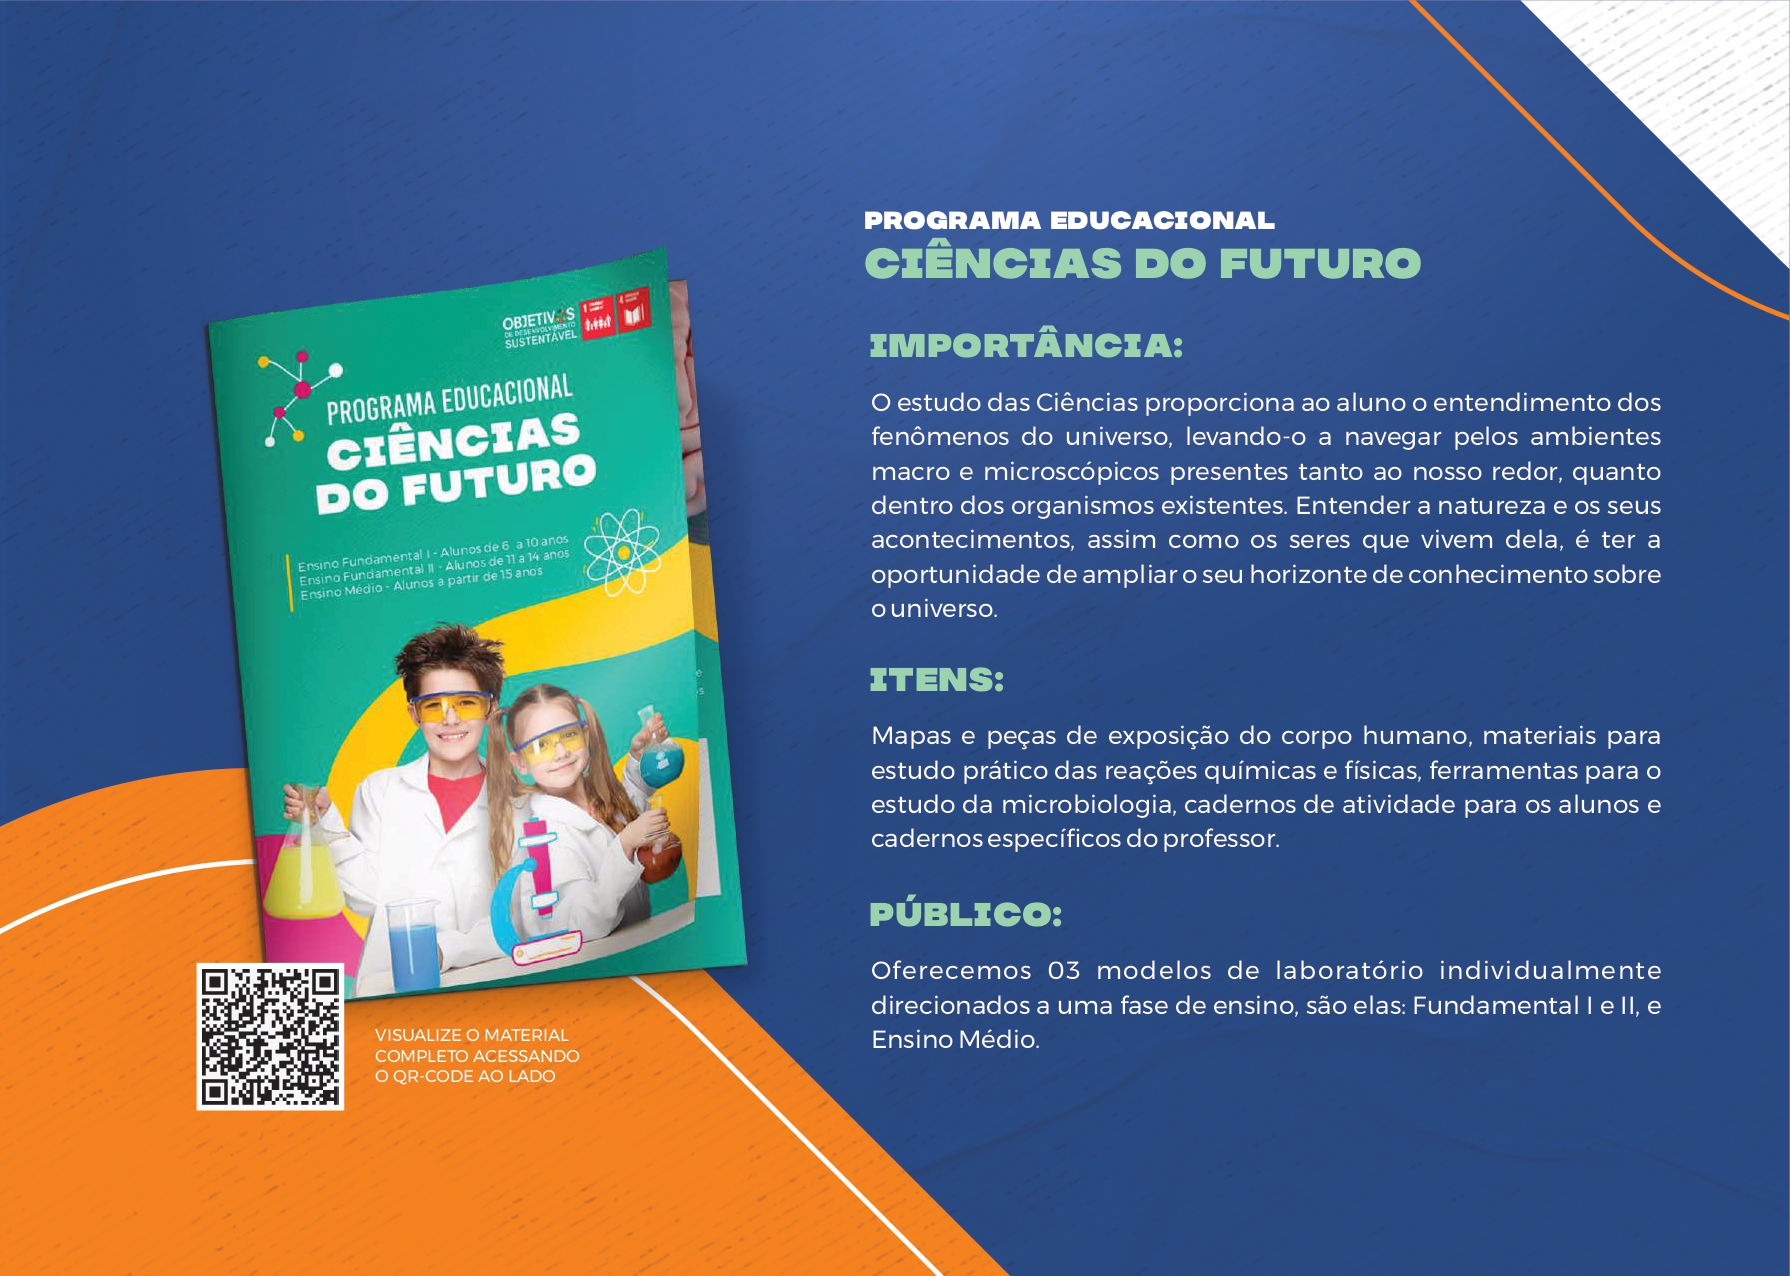 PROGRAMA EDUCACIONAL
CIÊNCIAS DO FUTURO
IMPORTÂNCIA:
O estudo das Ciências proporciona ao aluno o entendimento dos
fenômenos do universo, levando-o a navegar pelos ambientes
macro e microscópicos presentes tanto ao nosso redor, quanto
dentro dos organismos existentes. Entender a natureza e os seus
acontecimentos, assim como os seres que vivem dela, é ter a
oportunidade de ampliar o seu horizonte de conhecimento sobre
o universo.
ITENS:
Mapas e peças de exposição do corpo humano, materiais para
estudo prático das reações químicas e físicas, ferramentas para o
estudo da microbiologia, cadernos de atividade para os alunos e
cadernos específicos do professor.
PÚBLICO:
Oferecemos 03 modelos de laboratório individualmente
direcionados a uma fase de ensino, são elas: Fundamental I e II, e
Ensino Médio.
OBJETIVOS
DE DESENVOLVIMENTO
SUSTENTÁVEL
1
4
PROGRAMA EDUCACIONAL
CIÊNCIAS
DO FUTURO
Ensino Fundamental I - Alunos de 6 a 10 anos
Ensino Fundamental II - Alunos de 11 a 14 anos
Ensino Médio - Alunos a partir de 15 anos
VISUALIZE O MATERIAL
COMPLETO ACESSANDO
O QR-CODE AO LADO